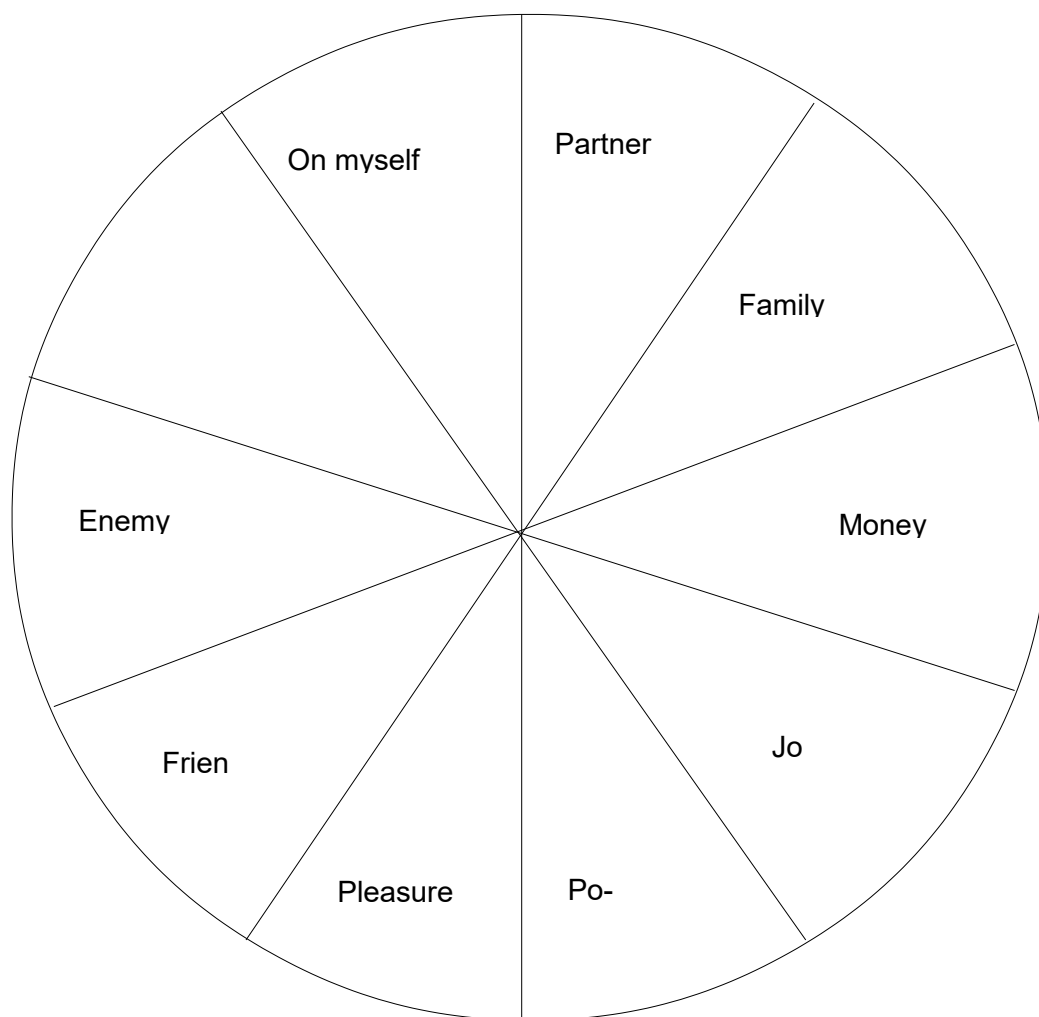 Partner
On myself
Family
Money
Enemy
Jo
Frien
Po-
Pleasure